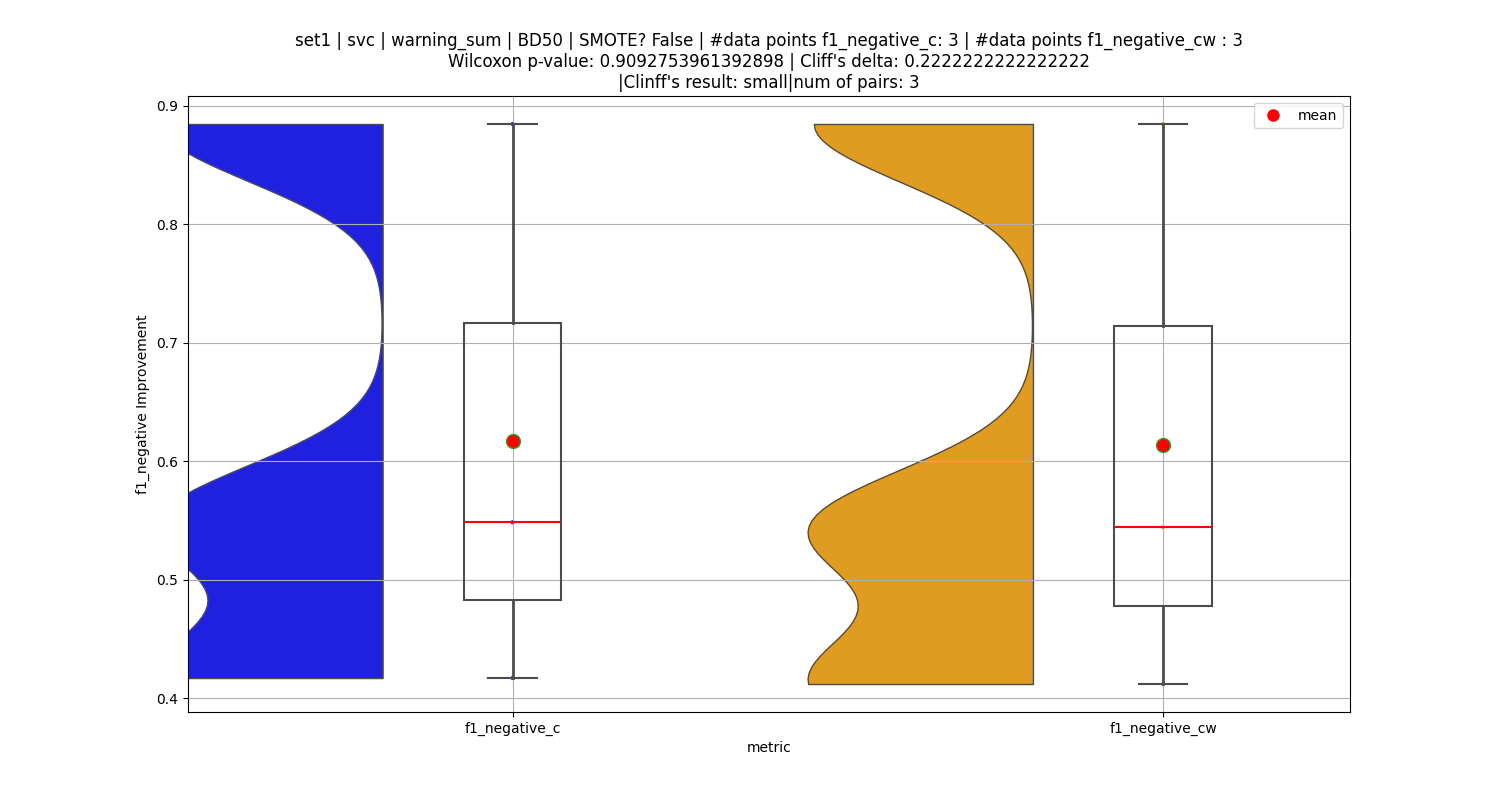 set1 | svc | warning_sum | BD50 | SMOTE? False | #data points f1_negative_c: 3 | #data points f1_negative_cw : 3
Wilcoxon p-value: 0.9092753961392898 | Cliff's delta: 0.2222222222222222
|Clinff's result: small|num of pairs: 3
mean
f1_negative Improvement
0.9
0.8
0.7
0.6
0.5
0.4
f1_negative_c
f1_negative_cw
metric